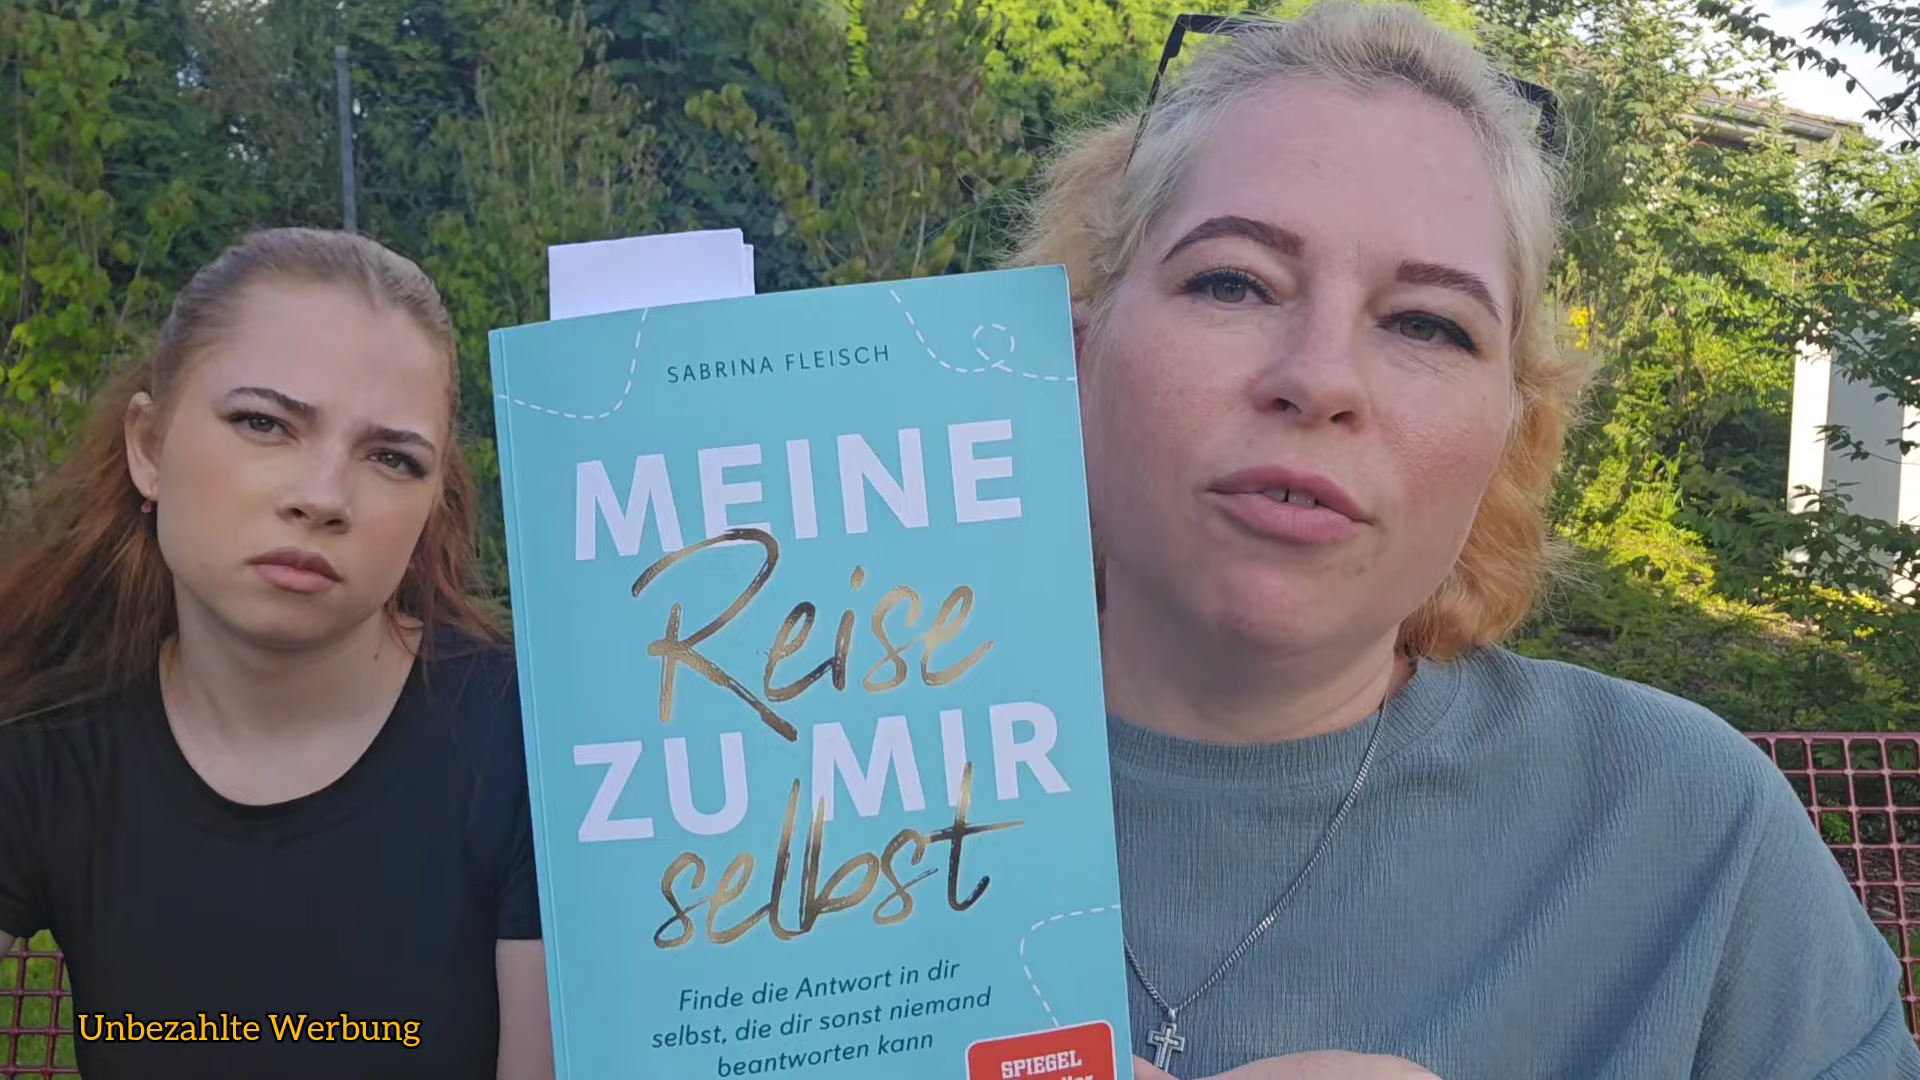 SABRINA FLEISCH
MEINE
Reise
ZU MIR
selbst
Finde die Antwort in dir
selbst, die dir sonst niemand
beantworten kann
SPIEGEL
Unbezahlte Werbung